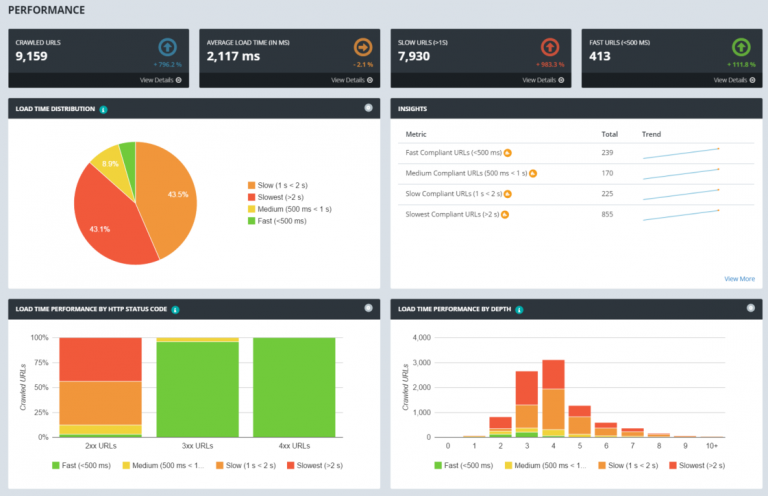 PERFORMANCE
CRAWLED URLS
9,159
+ 796.2 %
View Details
AVERAGE LOAD TIME (IN MS)
2,117 ms
- 2.1 %
View Details
SLOW URLS (>1S)
7,930
View Details
FAST URLS (<500 MS)
413
+ 111.8 %
View Details
LOAD TIME DISTRIBUTION
43.5%
43.1%
8.9%
Slow (1 s < 2 s)
Slowest (>2 s)
Medium (500 ms < 1 s)
Fast (<500 ms)
INSIGHTS
Metric Total Trend
Fast Compliant URLs (<500 ms) 239
Medium Compliant URLs (500 ms < 1 s) 170
Slow Compliant URLs (1 s < 2 s) 225
Slowest Compliant URLs (>2 s) 855
View More
LOAD TIME PERFORMANCE BY HTTP STATUS CODE
Crawled URLs
100%
75%
50%
25%
0%
2xx URLs 3xx URLs 4xx URLs
Fast (<500 ms) Medium (500 ms < 1... Slow (1 s < 2 s) Slowest (>2 s)
LOAD TIME PERFORMANCE BY DEPTH
Crawled URLs
4,000
3,000
2,000
1,000
0
0 1 2 3 4 5 6 7 8 9 10+
Fast (<500 ms) Medium (500 ms < 1... Slow (1 s < 2 s) Slowest (>2 s)